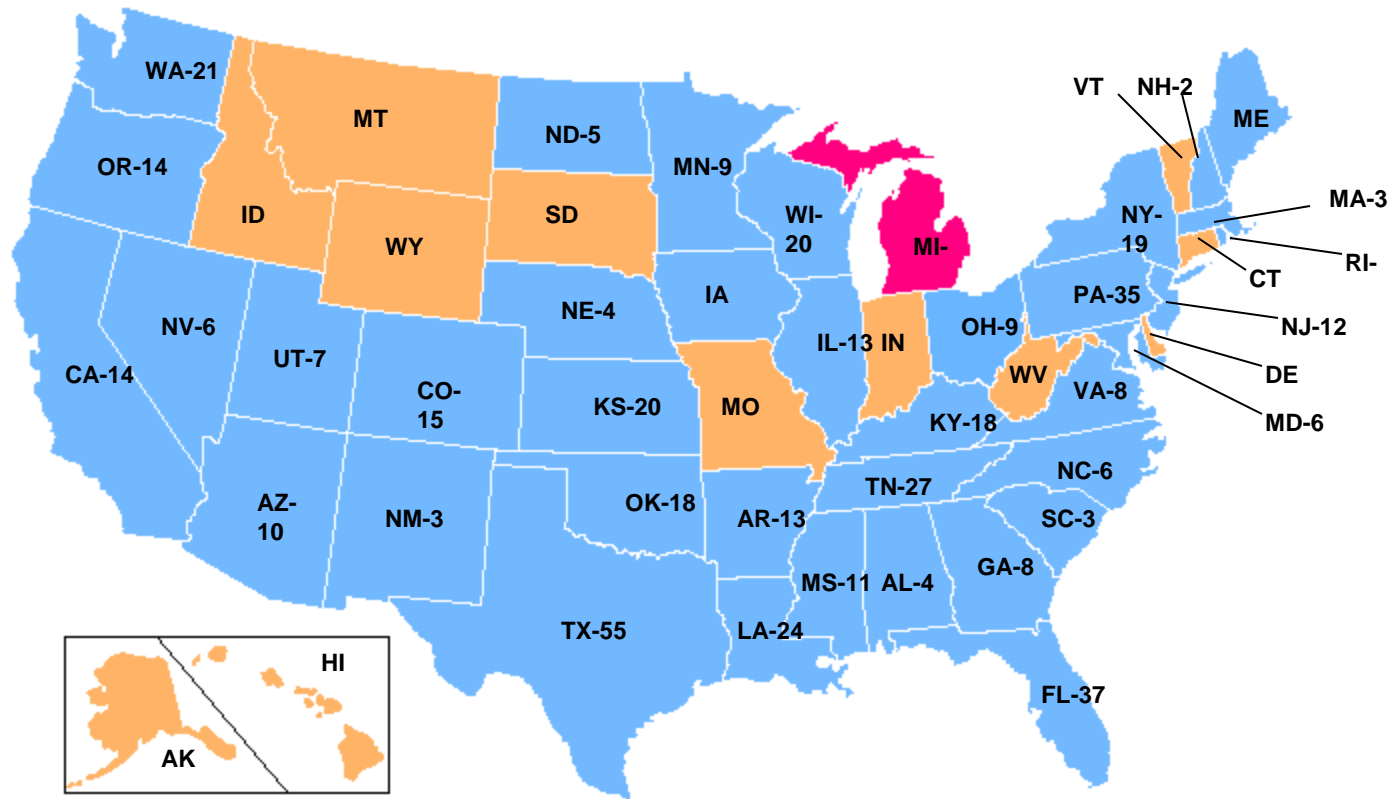 WA-21
VT
NH-2
MT
ME
ND-5
OR-14
MN-9
MA-3
ID
SD
WI-
20
NY-
19
WY
MI-
RI-
CT
IA
PA-35
NE-4
NV-6
OH-9
NJ-12
IL-13
IN
UT-7
CA-14
WV
DE
CO-
15
VA-8
KS-20
MO
KY-18
MD-6
NC-6
TN-27
AZ-
10
NM-3
OK-18
AR-13
SC-3
GA-8
MS-11
AL-4
TX-55
LA-24
HI
FL-37
AK